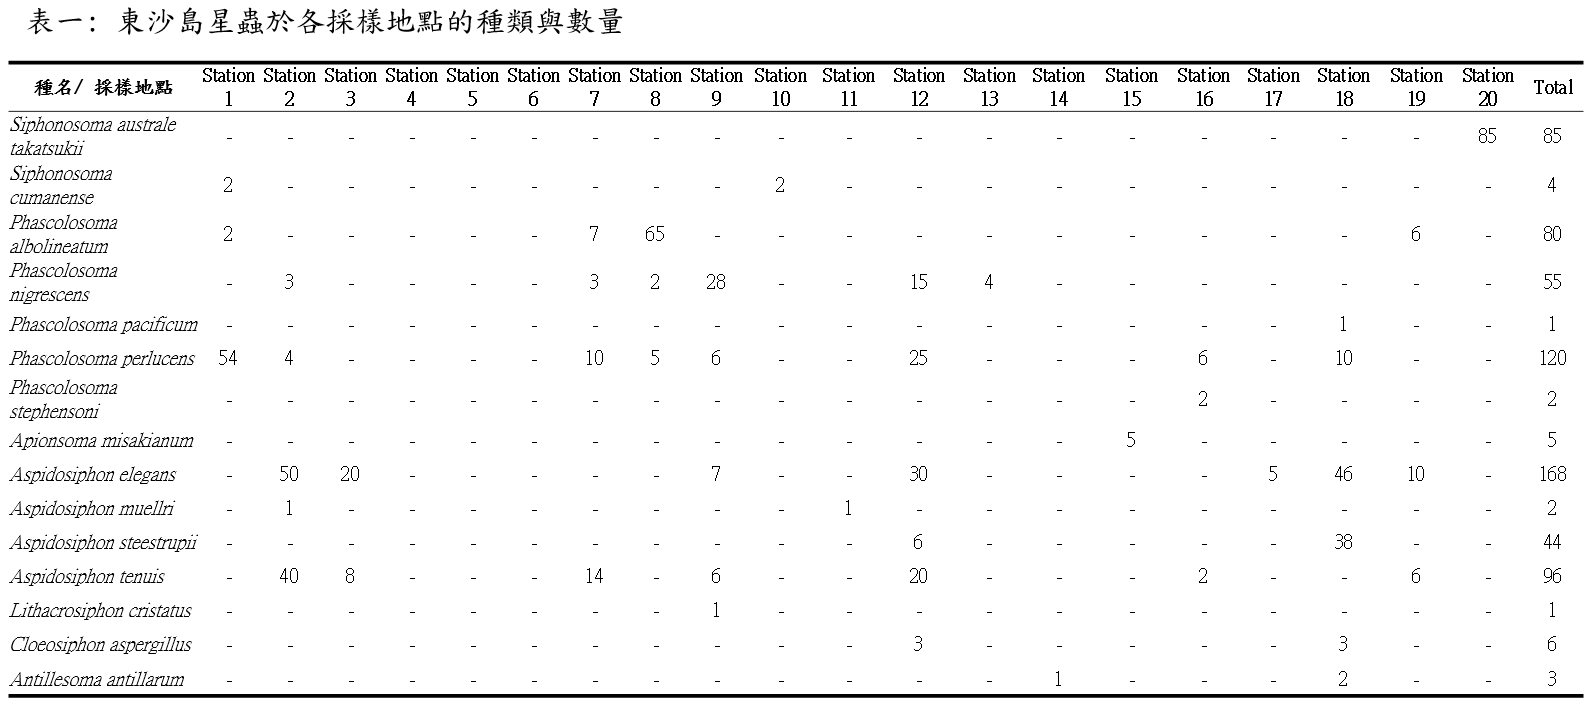 表一: 東沙島星蟲於各採樣地點的種類與數量
種名/ 採樣地點 Station 1 Station 2 Station 3 Station 4 Station 5 Station 6 Station 7 Station 8 Station 9 Station 10 Station 11 Station 12 Station 13 Station 14 Station 15 Station 16 Station 17 Station 18 Station 19 Station 20 Total
Siphonosoma australe takatsukii - - - - - - - - - - - - - - - - - - - 85 85
Siphonosoma cumanense 2 - - - - - - - - 2 - - - - - - - - - - 4
Phascolosoma albolineatum 2 - - - - - 7 65 - - - - - - - - - - 6 - 80
Phascolosoma nigrescens - 3 - - - - 3 2 28 - - 15 4 - - - - - - - 55
Phascolosoma pacificum - - - - - - - - - - - - - - - - - 1 - - 1
Phascolosoma perlucens 54 4 - - - - 10 5 6 - - 25 - - - 6 - 10 - - 120
Phascolosoma stephensoni - - - - - - - - - - - - - - - 2 - - - - 2
Apionsoma misakianum - - - - - - - - - - - - - - 5 - - - - - 5
Aspidosiphon elegans - 50 20 - - - - - 7 - - 30 - - - - 5 46 10 - 168
Aspidosiphon muellri - 1 - - - - - - - - 1 - - - - - - - - - 2
Aspidosiphon steestrupii - - - - - - - - - - - 6 - - - - - 38 - - 44
Aspidosiphon tenuis - 40 8 - - - 14 - 6 - - 20 - - - 2 - - 6 - 96
Lithacrosiphon cristatus - - - - - - - - 1 - - - - - - - - - - - 1
Cloeosiphon aspergillus - - - - - - - - - - - 3 - - - - - 3 - - 6
Antillesoma antillarum - - - - - - - - - - - - - 1 - - - 2 - - 3